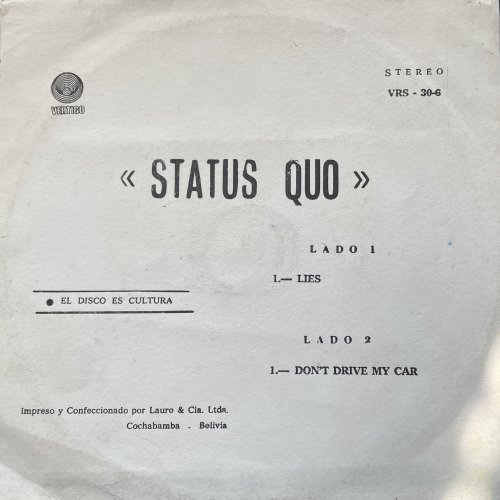 VERTIGO
STEREO
VRS - 30-6
« STATUS QUO »
LADO 1
1.— LIES
● EL DISCO ES CULTURA
LADO 2
1.— DON'T DRIVE MY CAR
Impreso y Confeccionado por Lauro & Cia. Ltda.
Cochabamba . Bolivia